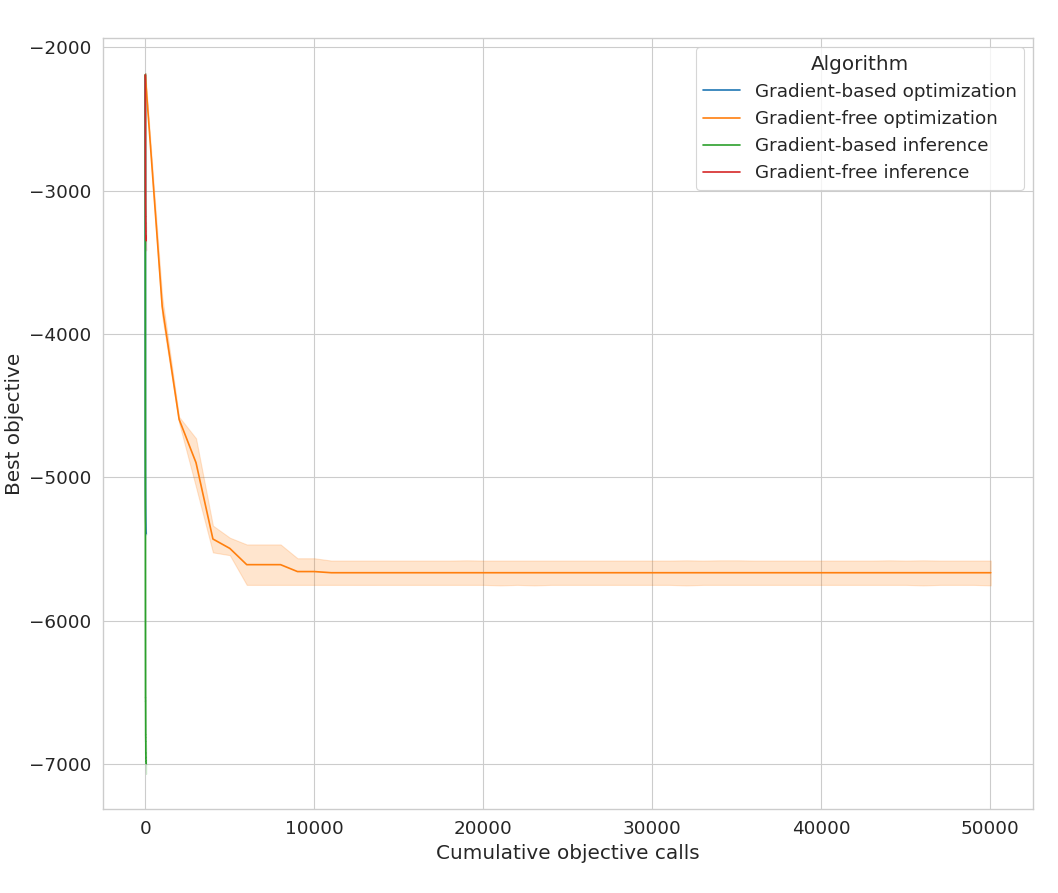 −2000
−3000
−4000
−5000
−6000
−7000
Best objective
0
10000
20000
30000
40000
50000
Cumulative objective calls
Algorithm
Gradient-based optimization
Gradient-free optimization
Gradient-based inference
Gradient-free inference